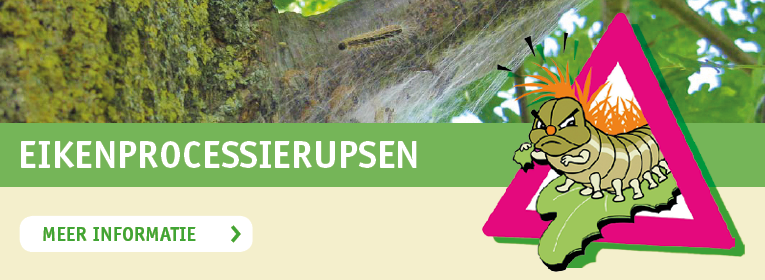 EIKENPROCESSIERUPSEN
MEER INFORMATIE